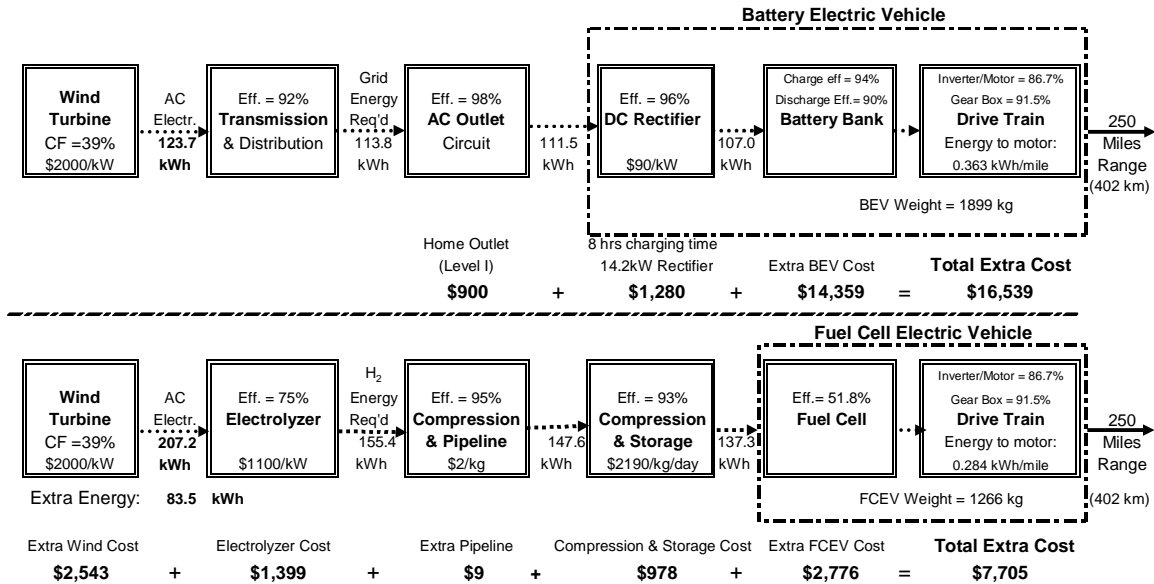 Battery Electric Vehicle
Wind
Turbine
CF =39%
$2000/kW
AC
Electr.
123.7
kWh
Eff. = 92%
Transmission
& Distribution
Grid
Energy
Req'd
113.8
kWh
Eff. = 98%
AC Outlet
Circuit
111.5
kWh
Eff. = 96%
DC Rectifier
$90/kW
107.0
kWh
Charge eff = 94%
Discharge Eff.= 90%
Battery Bank
Inverter/Motor = 86.7%
Gear Box = 91.5%
Drive Train
Energy to motor:
0.363 kWh/mile
250
Miles
Range
(402 km)
BEV Weight = 1899 kg
Home Outlet
(Level I)
$900
+
8 hrs charging time
14.2kW Rectifier
$1,280
+
Extra BEV Cost
$14,359
=
Total Extra Cost
$16,539
Fuel Cell Electric Vehicle
Wind
Turbine
CF =39%
$2000/kW
AC
Electr.
207.2
kWh
Eff. = 75%
Electrolyzer
$1100/kW
H2
Energy
Req'd
155.4
kWh
Eff. = 95%
Compression
& Pipeline
$2/kg
147.6
kWh
Eff. = 93%
Compression
& Storage
$2190/kg/day
137.3
kWh
Eff.= 51.8%
Fuel Cell
Inverter/Motor = 86.7%
Gear Box = 91.5%
Drive Train
Energy to motor:
0.284 kWh/mile
250
Miles
Range
(402 km)
Extra Energy: 83.5 kWh
FCEV Weight = 1266 kg
Extra Wind Cost
$2,543
+
Electrolyzer Cost
$1,399
+
Extra Pipeline
$9
+
Compression & Storage Cost
$978
+
Extra FCEV Cost
$2,776
=
Total Extra Cost
$7,705